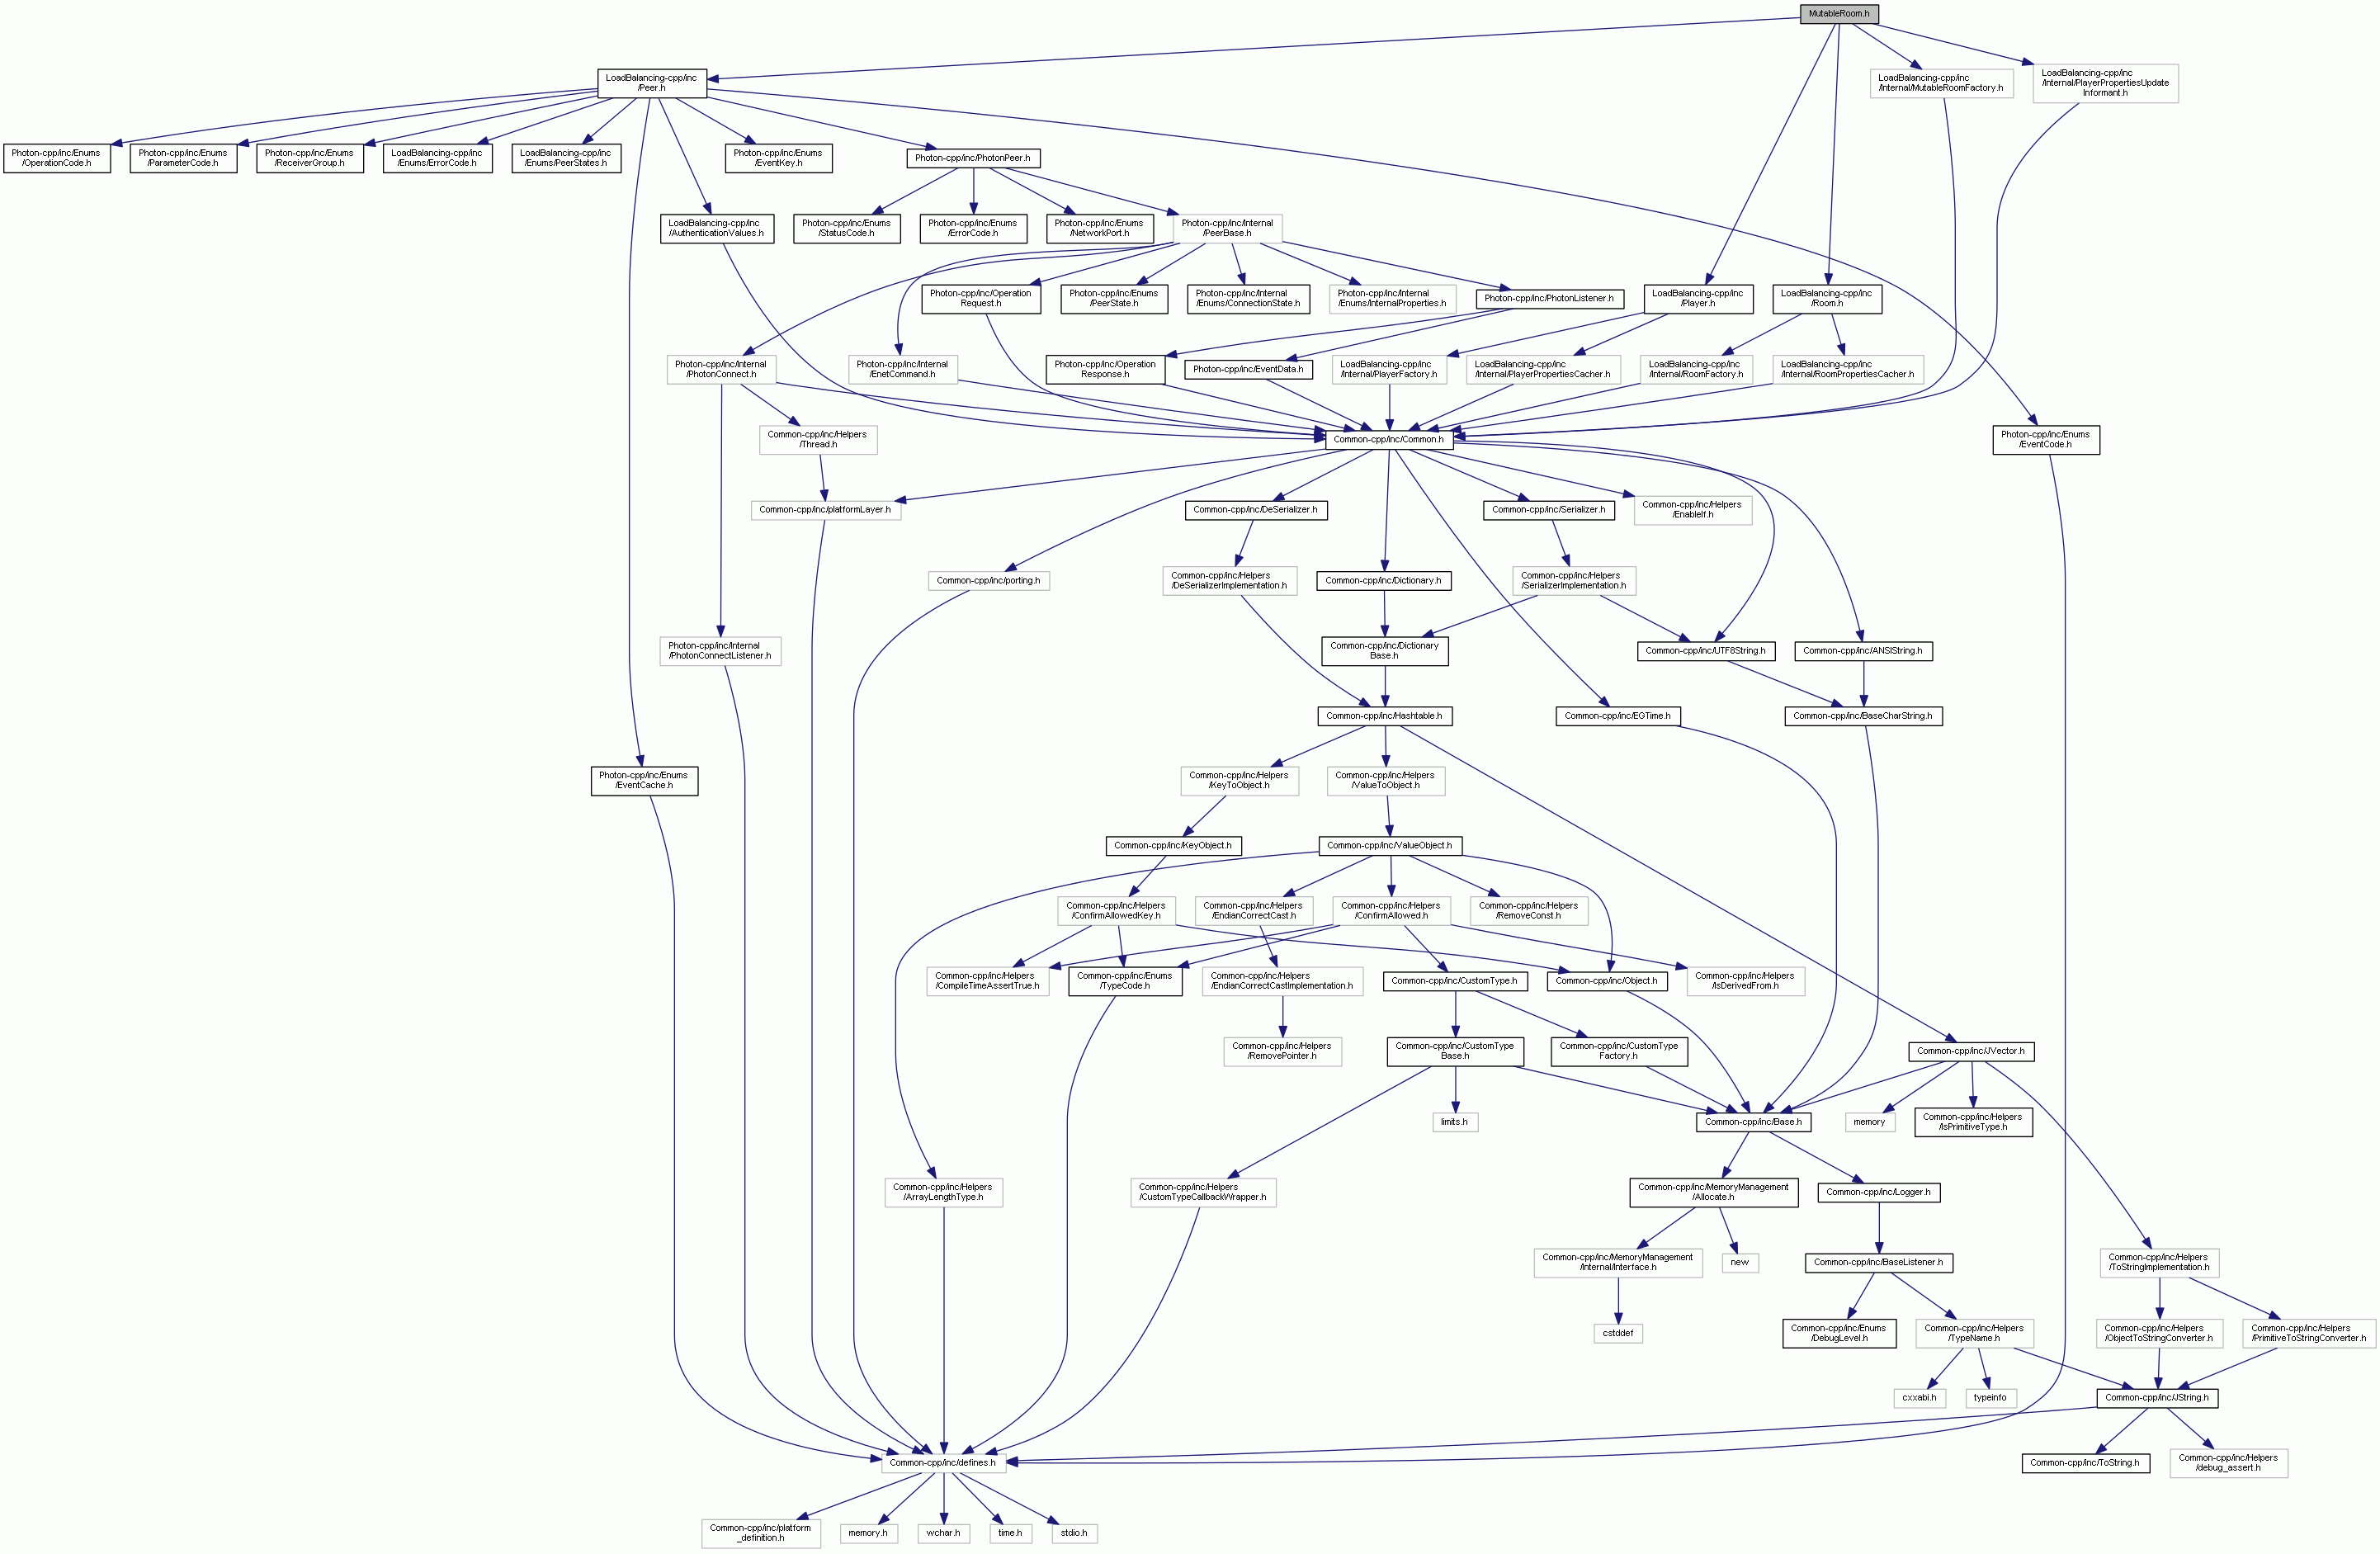 MutableRoom.h
LoadBalancing-cpp/inc
/Peer.h
LoadBalancing-cpp/inc
/Internal/MutableRoomFactory.h
LoadBalancing-cpp/inc
/Internal/PlayerPropertiesUpdate
Informant.h
Photon-cpp/inc/Enums
/OperationCode.h
Photon-cpp/inc/Enums
/ParameterCode.h
Photon-cpp/inc/Enums
/ReceiverGroup.h
LoadBalancing-cpp/inc
/Enums/ErrorCode.h
LoadBalancing-cpp/inc
/Enums/PeerStates.h
Photon-cpp/inc/Enums
/EventKey.h
Photon-cpp/inc/PhotonPeer.h
LoadBalancing-cpp/inc
/AuthenticationValues.h
Photon-cpp/inc/Enums
/StatusCode.h
Photon-cpp/inc/Enums
/ErrorCode.h
Photon-cpp/inc/Enums
/NetworkPort.h
Photon-cpp/inc/Internal
/PeerBase.h
Photon-cpp/inc/Operation
Request.h
Photon-cpp/inc/Enums
/PeerState.h
Photon-cpp/inc/Internal
/Enums/ConnectionState.h
Photon-cpp/inc/Internal
/Enums/InternalProperties.h
Photon-cpp/inc/PhotonListener.h
LoadBalancing-cpp/inc
/Player.h
LoadBalancing-cpp/inc
/Room.h
Photon-cpp/inc/Internal
/PhotonConnect.h
Photon-cpp/inc/Internal
/EnetCommand.h
Photon-cpp/inc/Operation
Response.h
Photon-cpp/inc/EventData.h
LoadBalancing-cpp/inc
/Internal/PlayerFactory.h
LoadBalancing-cpp/inc
/Internal/PlayerPropertiesCacher.h
LoadBalancing-cpp/inc
/Internal/RoomFactory.h
LoadBalancing-cpp/inc
/Internal/RoomPropertiesCacher.h
Common-cpp/inc/Helpers
/Thread.h
Common-cpp/inc/Common.h
Photon-cpp/inc/Enums
/EventCode.h
Common-cpp/inc/platformLayer.h
Common-cpp/inc/DeSerializer.h
Common-cpp/inc/Serializer.h
Common-cpp/inc/Helpers
/EnableIf.h
Common-cpp/inc/porting.h
Common-cpp/inc/Helpers
/DeSerializerImplementation.h
Common-cpp/inc/Dictionary.h
Common-cpp/inc/Helpers
/SerializerImplementation.h
Photon-cpp/inc/Internal
/PhotonConnectListener.h
Common-cpp/inc/Dictionary
Base.h
Common-cpp/inc/UTF8String.h
Common-cpp/inc/ANSIString.h
Common-cpp/inc/Hashtable.h
Common-cpp/inc/EGTime.h
Common-cpp/inc/BaseCharString.h
Photon-cpp/inc/Enums
/EventCache.h
Common-cpp/inc/Helpers
/KeyToObject.h
Common-cpp/inc/Helpers
/ValueToObject.h
Common-cpp/inc/KeyObject.h
Common-cpp/inc/ValueObject.h
Common-cpp/inc/Helpers
/ConfirmAllowedKey.h
Common-cpp/inc/Helpers
/EndianCorrectCast.h
Common-cpp/inc/Helpers
/ConfirmAllowed.h
Common-cpp/inc/Helpers
/RemoveConst.h
Common-cpp/inc/Helpers
/CompileTimeAssertTrue.h
Common-cpp/inc/Enums
/TypeCode.h
Common-cpp/inc/Helpers
/EndianCorrectCastImplementation.h
Common-cpp/inc/CustomType.h
Common-cpp/inc/Object.h
Common-cpp/inc/Helpers
/IsDerivedFrom.h
Common-cpp/inc/Helpers
/RemovePointer.h
Common-cpp/inc/CustomType
Base.h
Common-cpp/inc/CustomType
Factory.h
Common-cpp/inc/JVector.h
limits.h
Common-cpp/inc/Base.h
memory
Common-cpp/inc/Helpers
/IsPrimitiveType.h
Common-cpp/inc/Helpers
/ArrayLengthType.h
Common-cpp/inc/Helpers
/CustomTypeCallbackWrapper.h
Common-cpp/inc/MemoryManagement
/Allocate.h
Common-cpp/inc/Logger.h
Common-cpp/inc/MemoryManagement
/Internal/Interface.h
new
Common-cpp/inc/BaseListener.h
Common-cpp/inc/Helpers
/ToStringImplementation.h
cstddef
Common-cpp/inc/Enums
/DebugLevel.h
Common-cpp/inc/Helpers
/TypeName.h
Common-cpp/inc/Helpers
/ObjectToStringConverter.h
Common-cpp/inc/Helpers
/PrimitiveToStringConverter.h
cxxabi.h
typeinfo
Common-cpp/inc/JString.h
Common-cpp/inc/defines.h
Common-cpp/inc/ToString.h
Common-cpp/inc/Helpers
/debug_assert.h
Common-cpp/inc/platform
_definition.h
memory.h
wchar.h
time.h
stdio.h